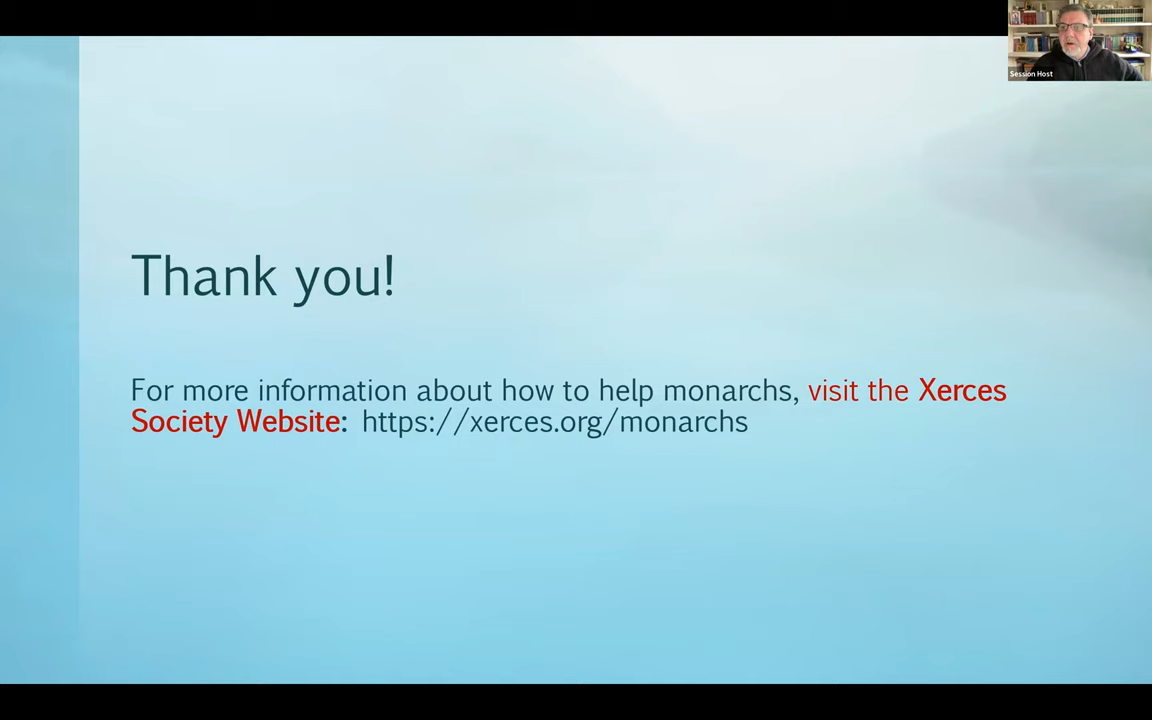 Session Host
Thank you!
For more information about how to help monarchs, visit the Xerces
Society Website: https://xerces.org/monarchs